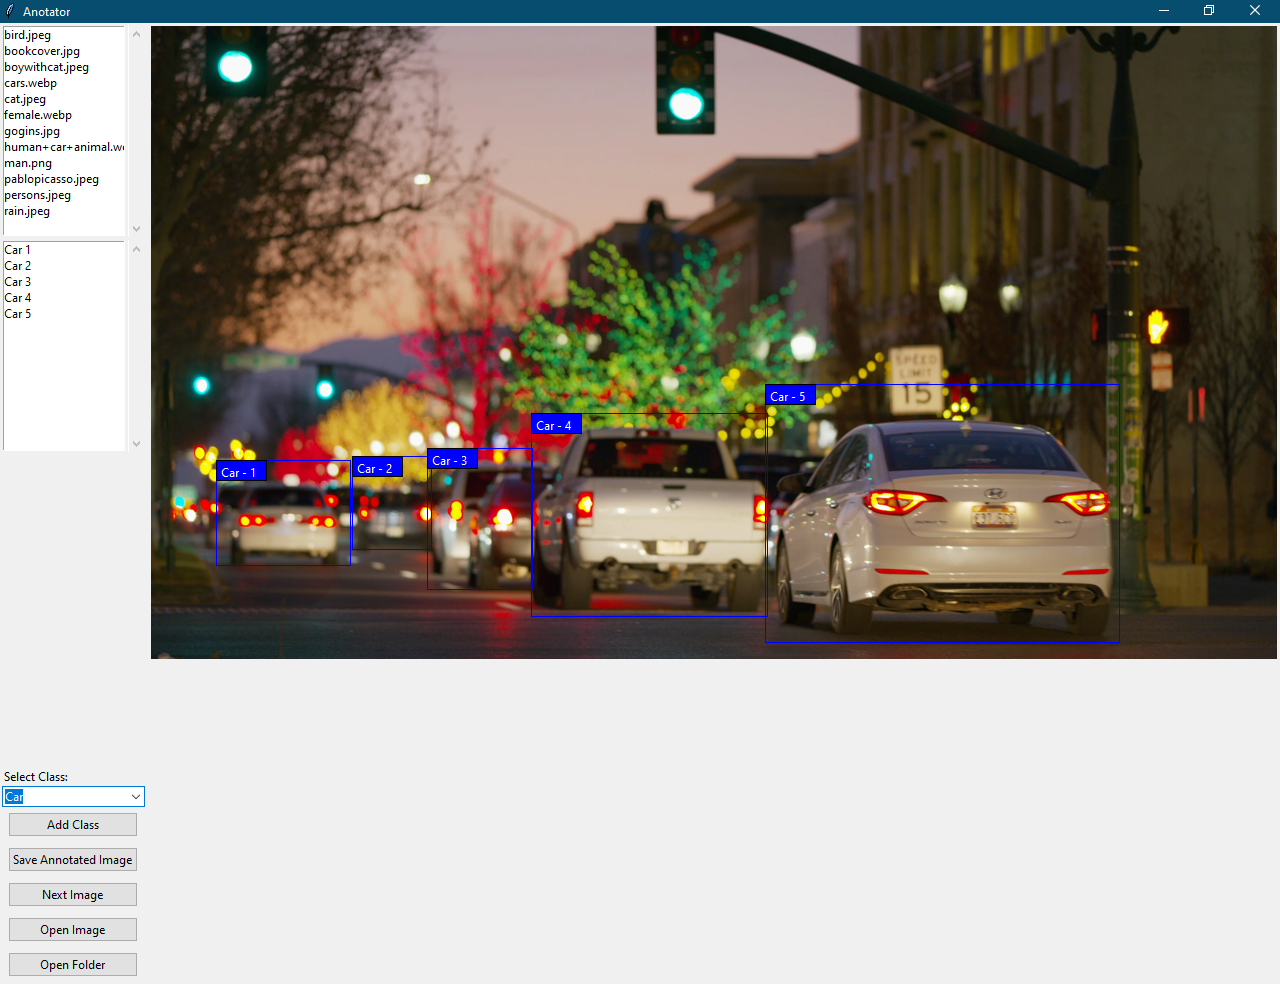 Anotator
bird.jpeg
bookcover.jpg
boywithcat.jpeg
cars.webp
cat.jpeg
female.webp
gogins.jpg
human+car+animal.we
man.png
pablopicasso.jpeg
persons.jpeg
rain.jpeg
Car 1
Car 2
Car 3
Car 4
Car 5
SPEED
LIMIT
15
Car - 5
Car - 4
Car - 3
Car - 2
Car - 1
Select Class:
Car
Add Class
Save Annotated Image
Next Image
Open Image
Open Folder